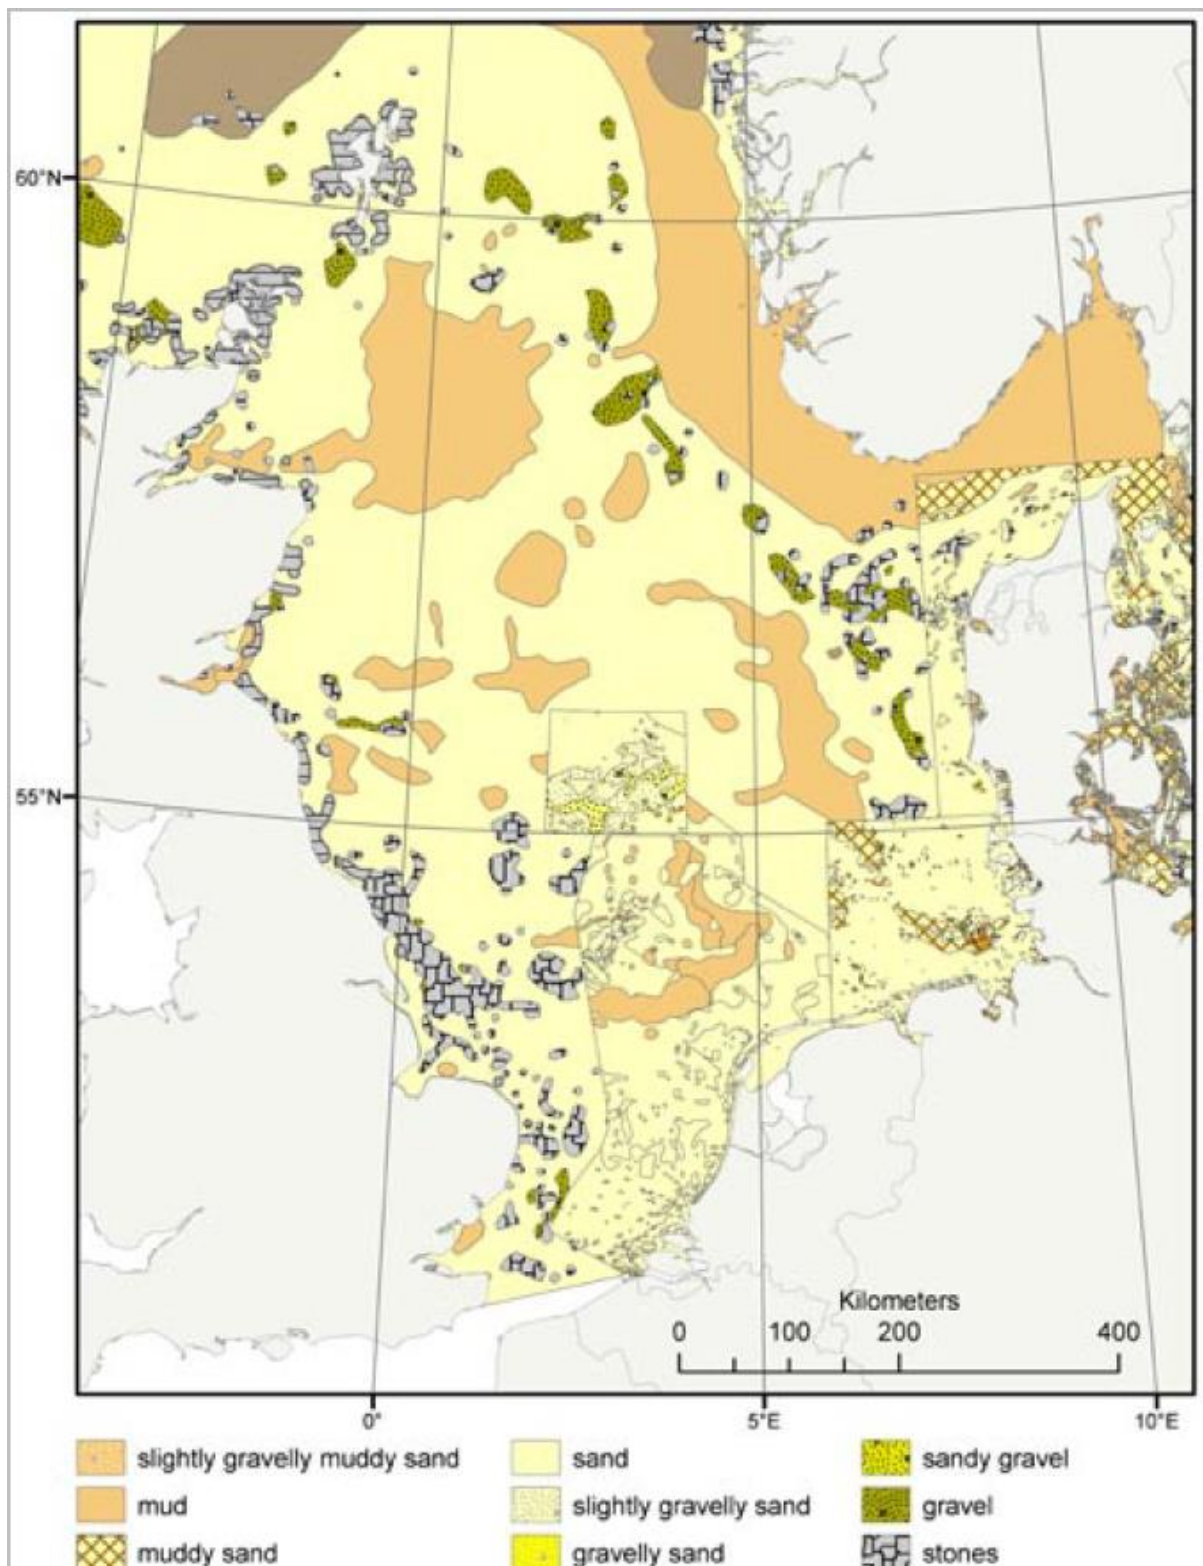 60°N
55°N
Kilometers
0 100 200 400
0° 5°E 10°E
slightly gravelly muddy sand sand sandy gravel
mud slightly gravelly sand gravel
muddy sand gravelly sand stones